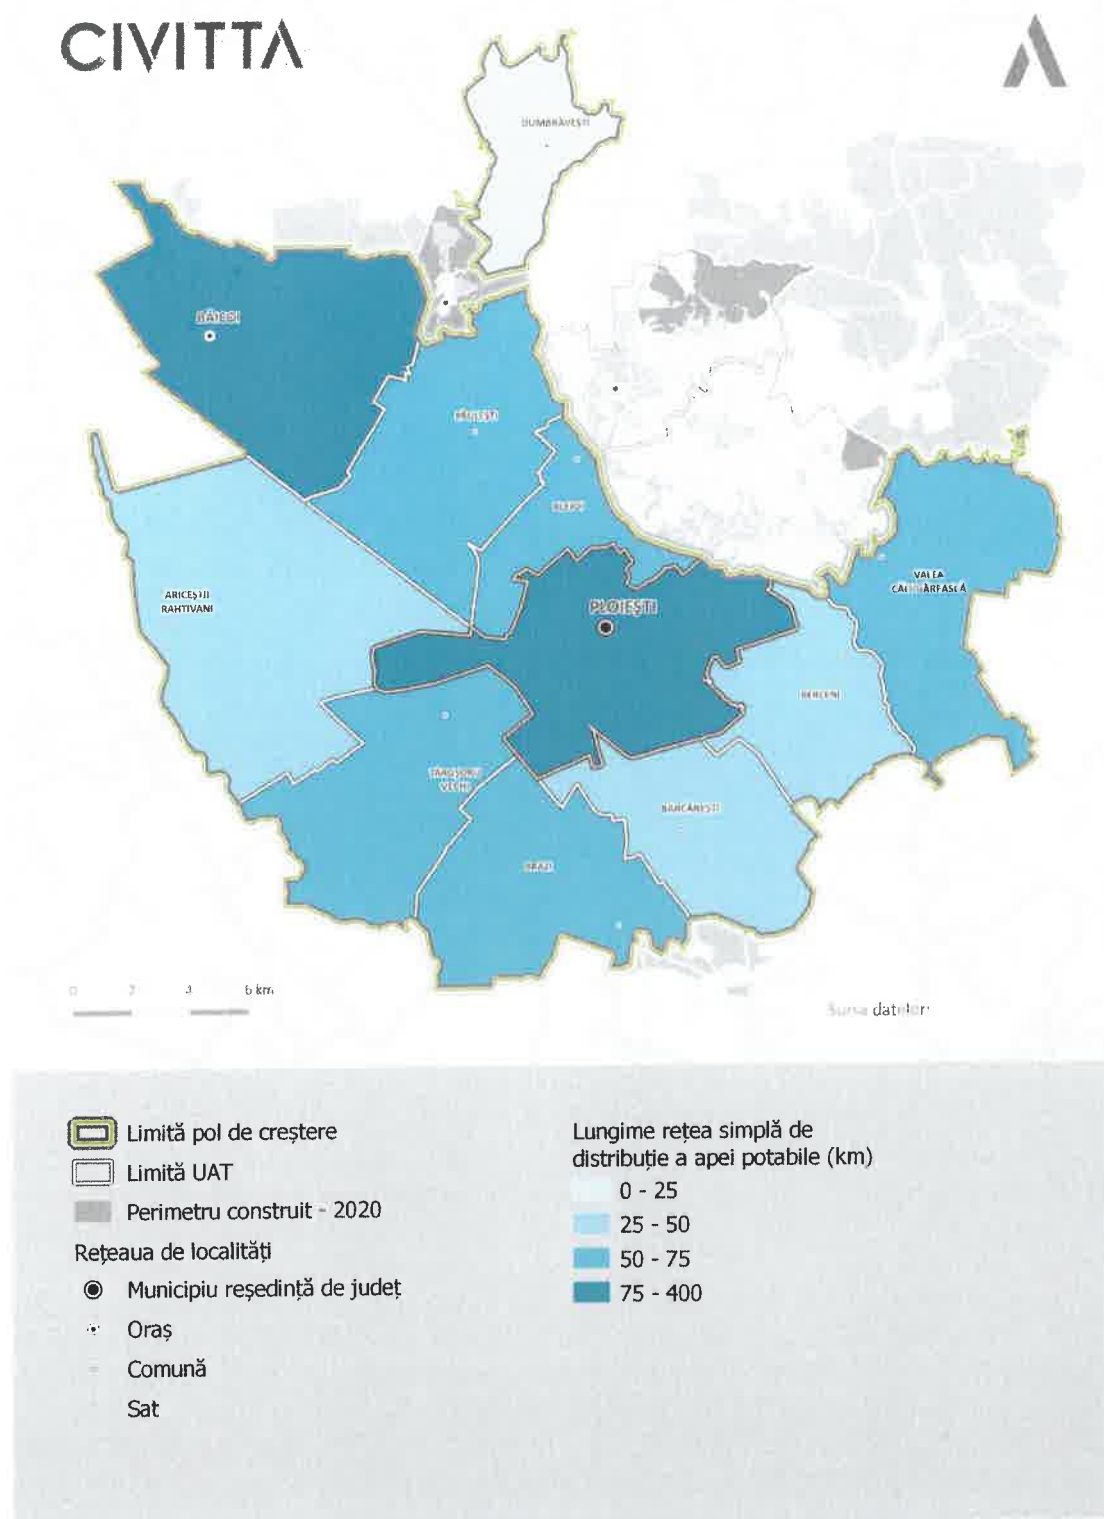 CIVITTA
DUMBRĂVEȘTI
BĂICOI
PĂULEȘTI
BLEJOI
ARICEȘTII
RAHTIVANI
VALEA
CĂLUGĂREASCĂ
PLOIEȘTI
BERCENI
TÂRGȘORU
VECHI
BĂRCĂNEȘTI
BRAZI
0 2 4 6 km
Sursa datelor:
Limită pol de creștere
Limită UAT
Perimetru construit - 2020
Rețeaua de localități
Municipiu reședință de județ
Oraș
Comună
Sat
Lungime rețea simplă de
distribuție a apei potabile (km)
0 - 25
25 - 50
50 - 75
75 - 400